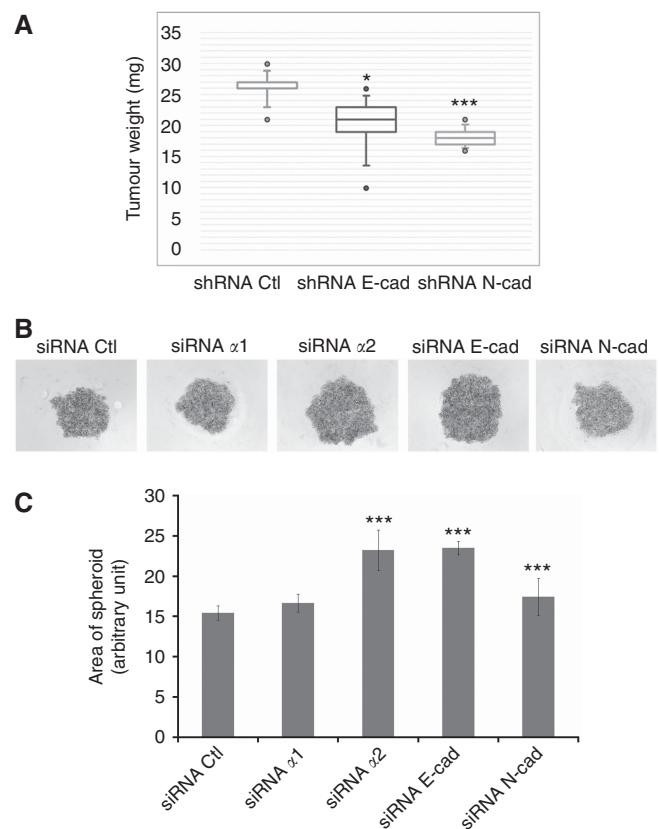 A
Tumour weight (mg)
35
30
25
20
15
10
5
0
*
***
shRNA Ctl shRNA E-cad shRNA N-cad
B
siRNA Ctl siRNA α1 siRNA α2 siRNA E-cad siRNA N-cad
C
Area of spheroid
(arbitrary unit)
30
25
20
15
10
5
0
*** *** ***
siRNA Ctl
siRNA α1
siRNA α2
siRNA E-cad
siRNA N-cad